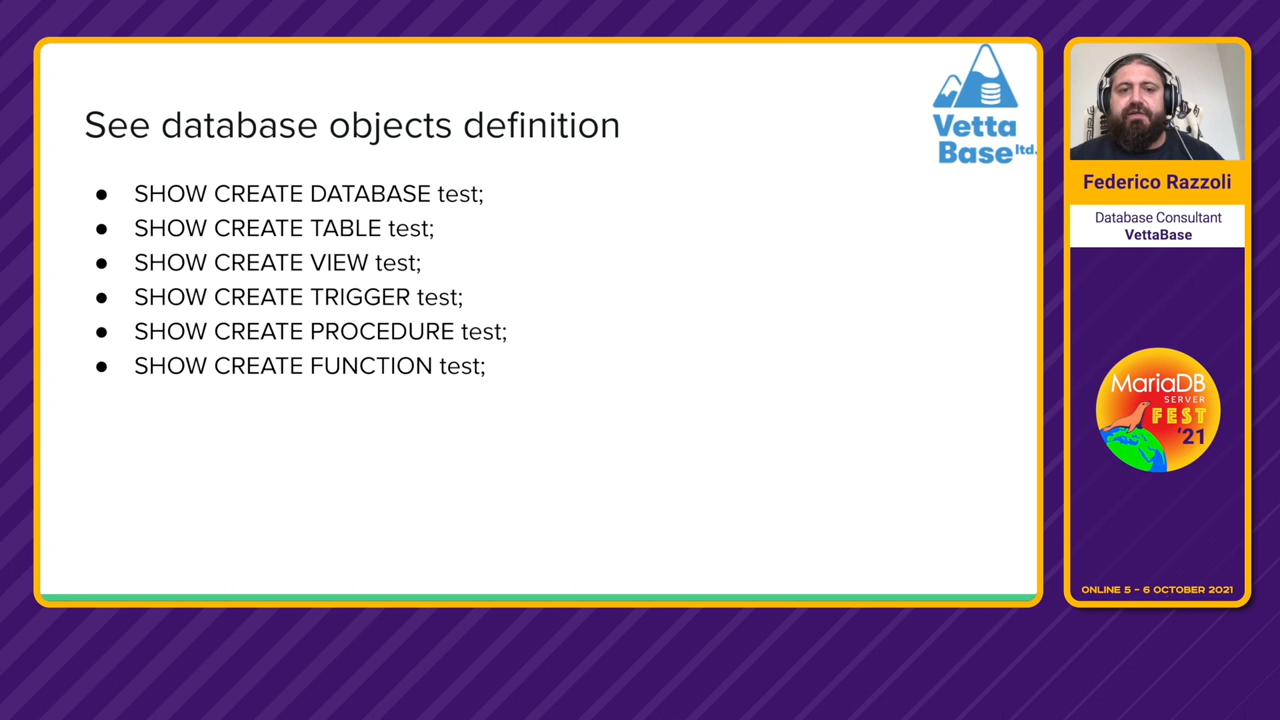 See database objects definition
● SHOW CREATE DATABASE test;
● SHOW CREATE TABLE test;
● SHOW CREATE VIEW test;
● SHOW CREATE TRIGGER test;
● SHOW CREATE PROCEDURE test;
● SHOW CREATE FUNCTION test;
Vetta
Base ltd.
Federico Razzoli
Database Consultant
VettaBase
MariaDB
SERVER
FEST
'21
ONLINE 5 - 6 OCTOBER 2021